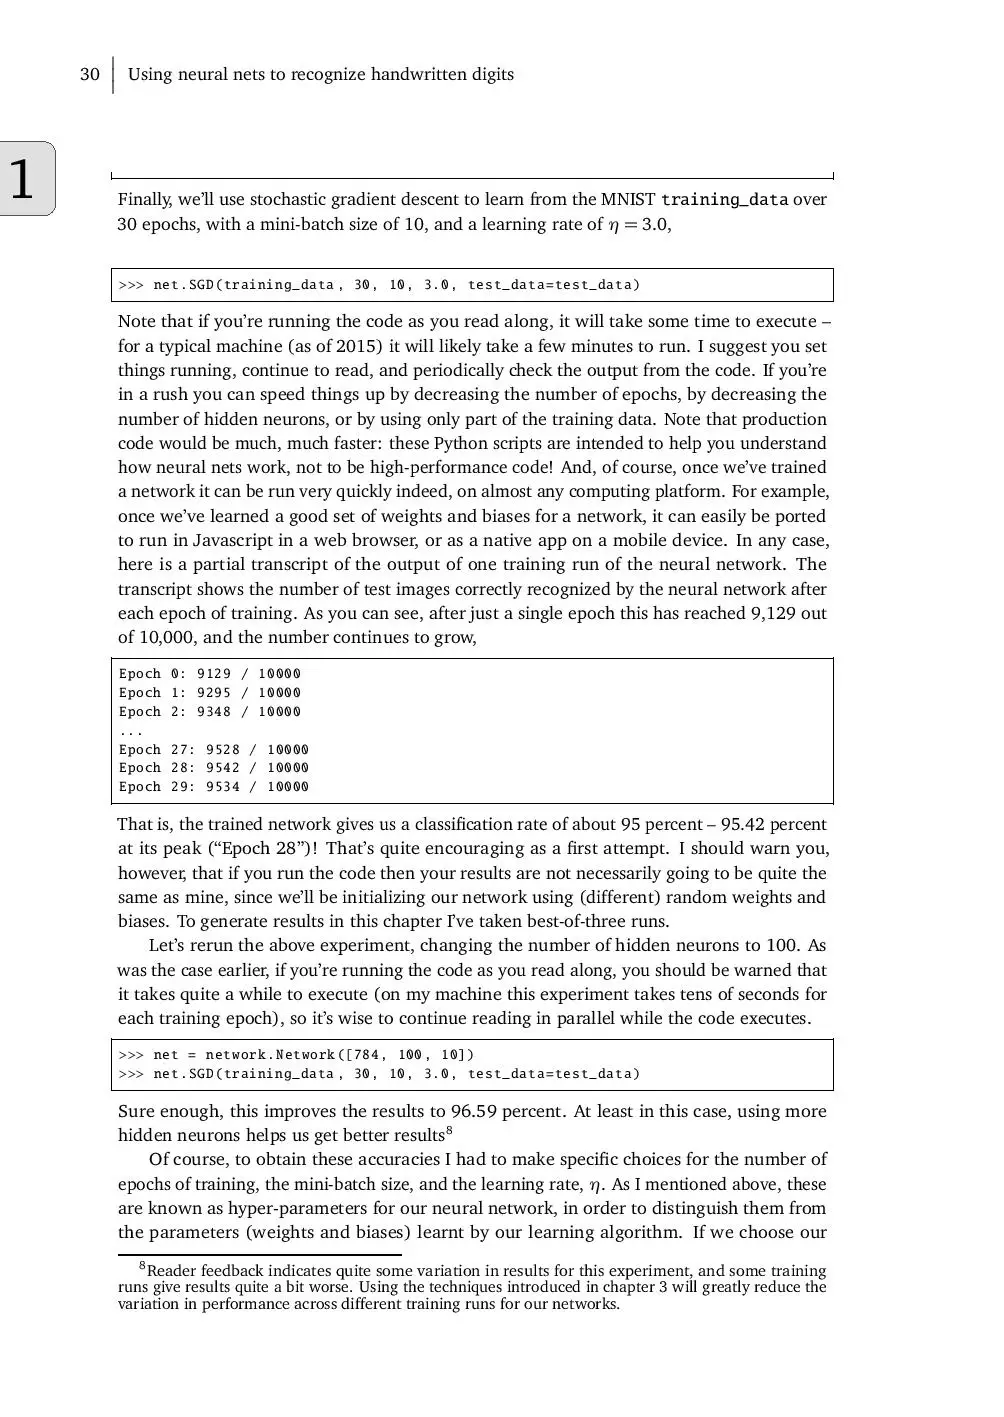 30 Using neural nets to recognize handwritten digits
1
Finally, we’ll use stochastic gradient descent to learn from the MNIST training_data over
30 epochs, with a mini-batch size of 10, and a learning rate of η = 3.0,
>>> net.SGD(training_data, 30, 10, 3.0, test_data=test_data)
Note that if you’re running the code as you read along, it will take some time to execute –
for a typical machine (as of 2015) it will likely take a few minutes to run. I suggest you set
things running, continue to read, and periodically check the output from the code. If you’re
in a rush you can speed things up by decreasing the number of epochs, by decreasing the
number of hidden neurons, or by using only part of the training data. Note that production
code would be much, much faster: these Python scripts are intended to help you understand
how neural nets work, not to be high-performance code! And, of course, once we’ve trained
a network it can be run very quickly indeed, on almost any computing platform. For example,
once we’ve learned a good set of weights and biases for a network, it can easily be ported
to run in Javascript in a web browser, or as a native app on a mobile device. In any case,
here is a partial transcript of the output of one training run of the neural network. The
transcript shows the number of test images correctly recognized by the neural network after
each epoch of training. As you can see, after just a single epoch this has reached 9,129 out
of 10,000, and the number continues to grow,
Epoch 0: 9129 / 10000
Epoch 1: 9295 / 10000
Epoch 2: 9348 / 10000
...
Epoch 27: 9528 / 10000
Epoch 28: 9542 / 10000
Epoch 29: 9534 / 10000
That is, the trained network gives us a classification rate of about 95 percent – 95.42 percent
at its peak (“Epoch 28”)! That’s quite encouraging as a first attempt. I should warn you,
however, that if you run the code then your results are not necessarily going to be quite the
same as mine, since we’ll be initializing our network using (different) random weights and
biases. To generate results in this chapter I’ve taken best-of-three runs.
Let’s rerun the above experiment, changing the number of hidden neurons to 100. As
was the case earlier, if you’re running the code as you read along, you should be warned that
it takes quite a while to execute (on my machine this experiment takes tens of seconds for
each training epoch), so it’s wise to continue reading in parallel while the code executes.
>>> net = network.Network([784, 100, 10])
>>> net.SGD(training_data, 30, 10, 3.0, test_data=test_data)
Sure enough, this improves the results to 96.59 percent. At least in this case, using more
hidden neurons helps us get better results⁸
Of course, to obtain these accuracies I had to make specific choices for the number of
epochs of training, the mini-batch size, and the learning rate, η. As I mentioned above, these
are known as hyper-parameters for our neural network, in order to distinguish them from
the parameters (weights and biases) learnt by our learning algorithm. If we choose our
⁸Reader feedback indicates quite some variation in results for this experiment, and some training
runs give results quite a bit worse. Using the techniques introduced in chapter 3 will greatly reduce the
variation in performance across different training runs for our networks.